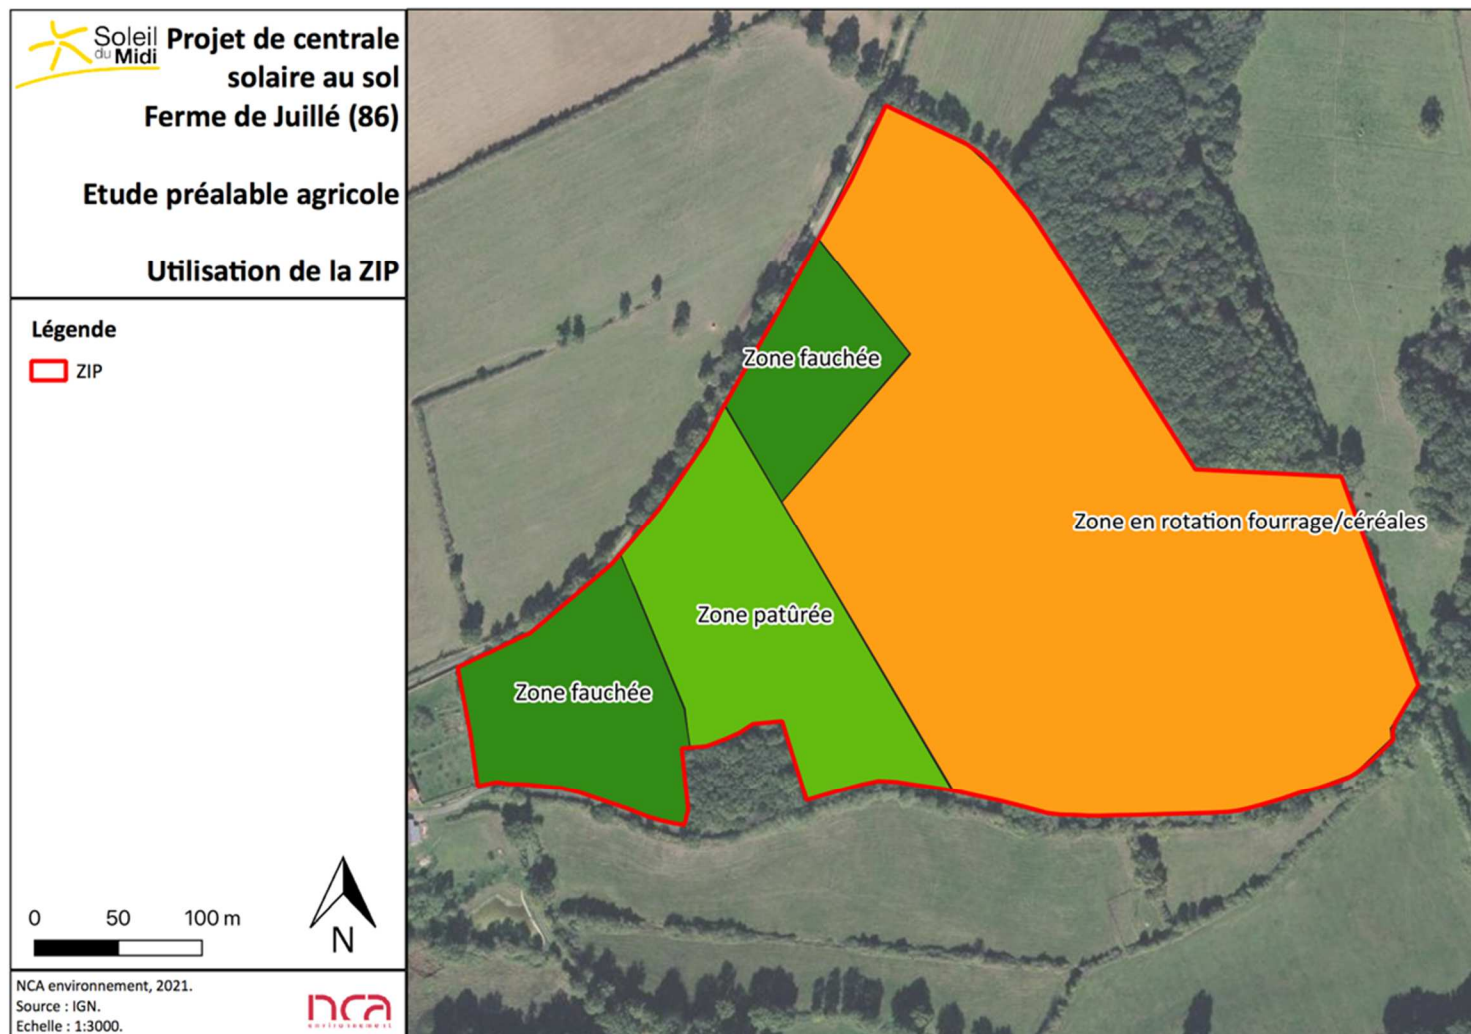 Soleil
du Midi
Projet de centrale
solaire au sol
Ferme de Juillé (86)
Etude préalable agricole
Utilisation de la ZIP
Légende
ZIP
0 50 100 m
N
NCA environnement, 2021.
Source : IGN.
Echelle : 1:3000.
nca
environnement
Zone fauchée
Zone en rotation fourrage/céréales
Zone patûrée
Zone fauchée